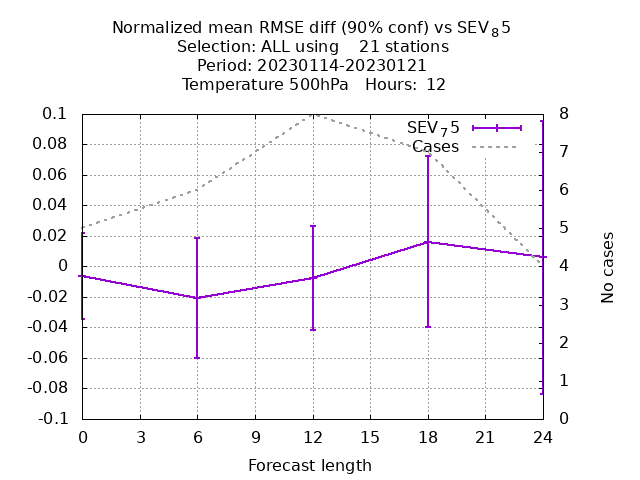 Normalized mean RMSE diff (90% conf) vs SEV₈5
Selection: ALL using    21 stations
Period: 20230114-20230121
Temperature 500hPa   Hours:  12
SEV₇5
Cases
0.1
0.08
0.06
0.04
0.02
0
-0.02
-0.04
-0.06
-0.08
-0.1
8
7
6
5
4
3
2
1
0
No cases
0 3 6 9 12 15 18 21 24
Forecast length